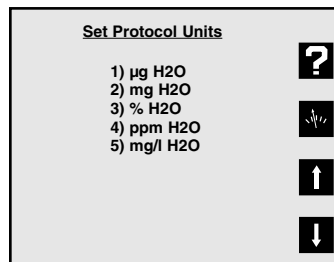 Set Protocol Units
1) µg H2O
2) mg H2O
3) % H2O
4) ppm H2O
5) mg/l H2O
?